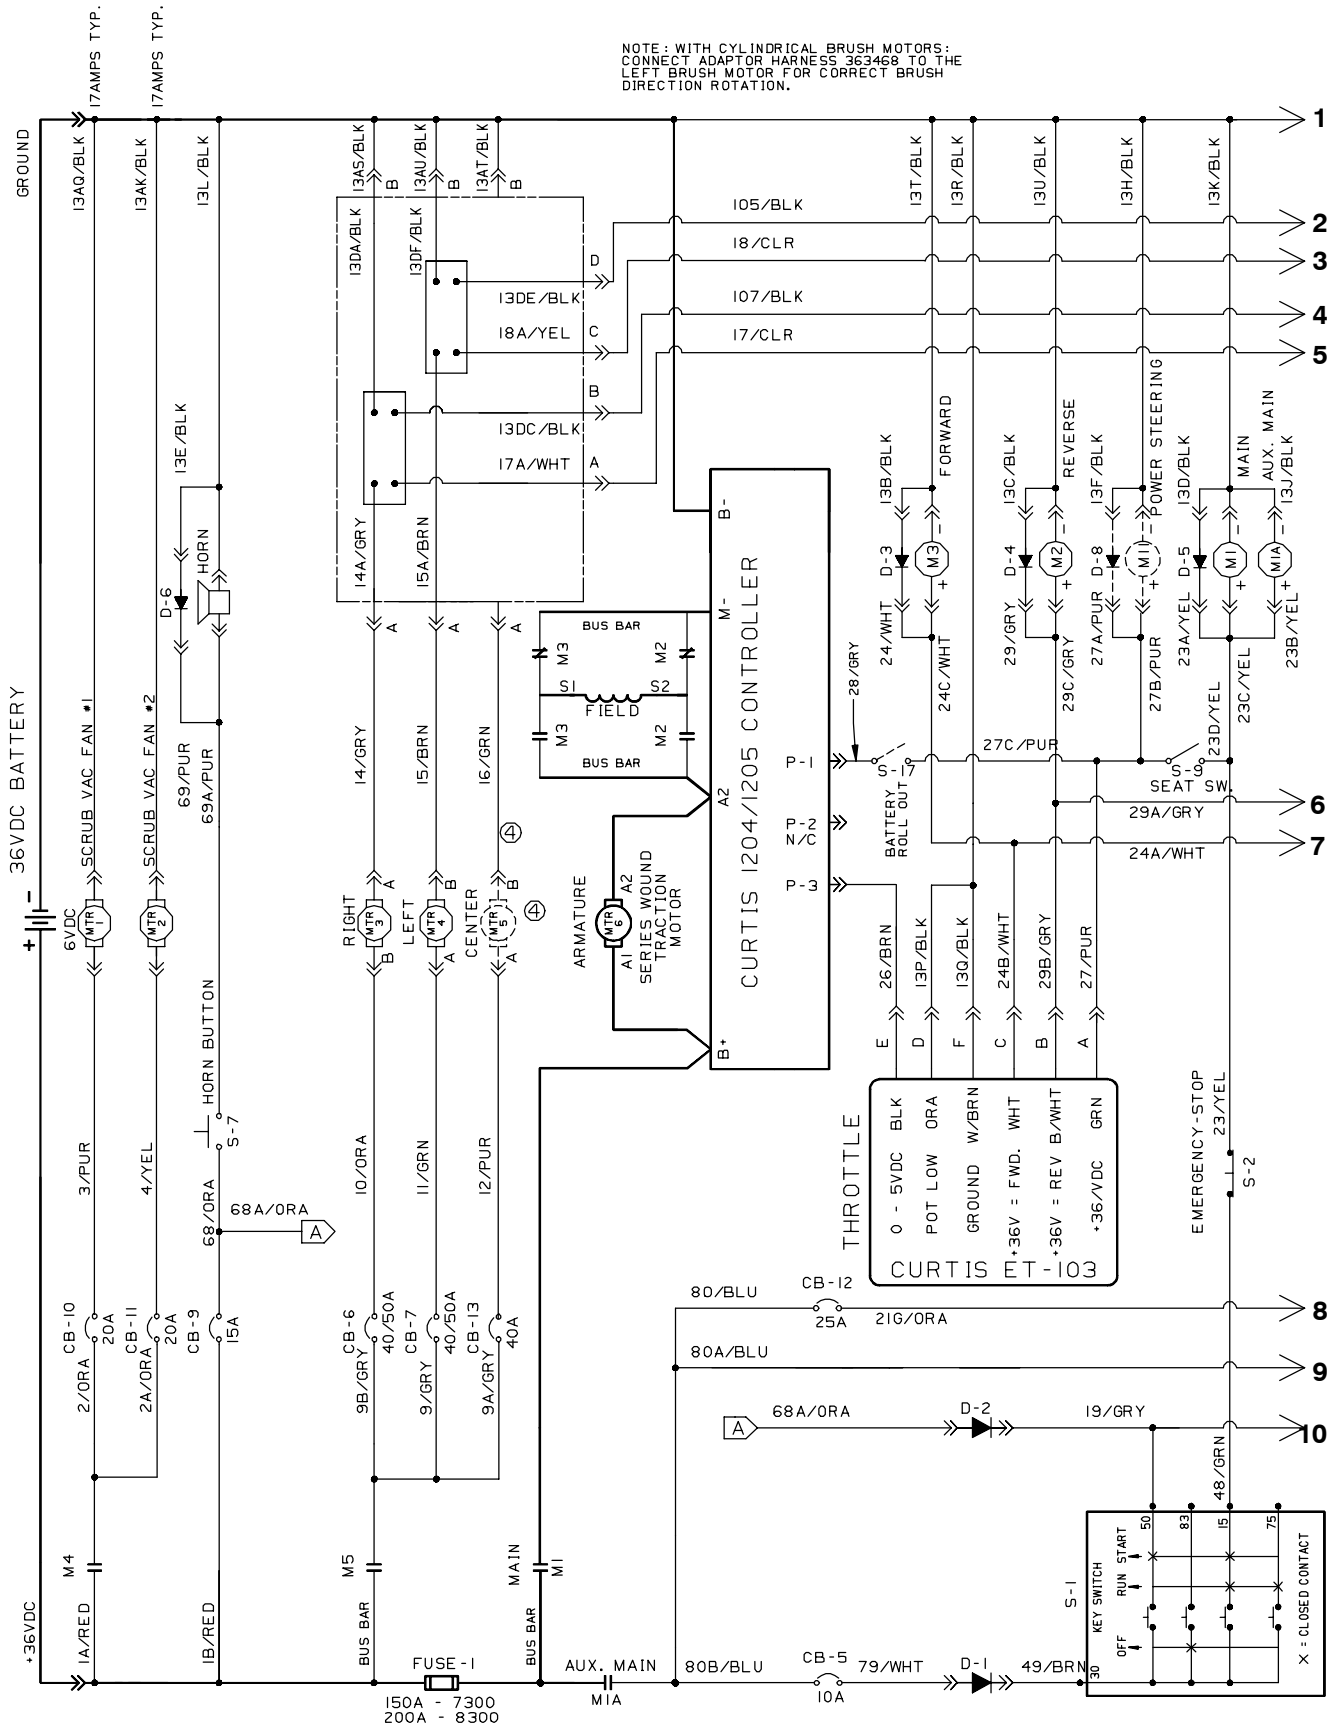 NOTE: WITH CYLINDRICAL BRUSH MOTORS:
CONNECT ADAPTOR HARNESS 363468 TO THE
LEFT BRUSH MOTOR FOR CORRECT BRUSH
DIRECTION ROTATION.
17AMPS TYP.
17AMPS TYP.
GROUND
13AQ/BLK
13AK/BLK
13L/BLK
13AS/BLK
B
13AU/BLK
B
13AT/BLK
B
13T/BLK
13R/BLK
13U/BLK
13H/BLK
13K/BLK
1
13DA/BLK
13DF/BLK
105/BLK
2
18/CLR
3
D
13DE/BLK
107/BLK
4
18A/YEL
C
17/CLR
5
B
13DC/BLK
17A/WHT
A
13E/BLK
D-6
HORN
14A/GRY
15A/BRN
A
A
A
13B/BLK
FORWARD
13C/BLK
REVERSE
13F/BLK
POWER STEERING
13D/BLK
MAIN
AUX. MAIN
13J/BLK
D-3
M3
-
+
D-4
M2
-
+
D-8
M11
-
+
D-5
M1
-
+
M1A
-
+
24/WHT
24C/WHT
29/GRY
29C/GRY
27A/PUR
27B/PUR
23A/YEL
23C/YEL
23B/YEL
23D/YEL
B-
M-
BUS BAR
M3
M2
S1
S2
FIELD
M3
M2
BUS BAR
A2
CURTIS 1204/1205 CONTROLLER
P-1
P-2
N/C
P-3
B+
28/GRY
S-17
BATTERY
ROLL OUT
27C/PUR
S-9
SEAT SW.
29A/GRY
6
24A/WHT
7
36VDC BATTERY
-
+
6VDC
MTR
1
SCRUB VAC FAN #1
MTR
2
SCRUB VAC FAN #2
69/PUR
69A/PUR
14/GRY
15/BRN
16/GRN
4
4
RIGHT
A
MTR
3
B
LEFT
B
MTR
4
A
CENTER
B
MTR
5
A
ARMATURE
A2
MTR
6
A1
SERIES WOUND
TRACTION
MOTOR
26/BRN
13P/BLK
13Q/BLK
24B/WHT
29B/GRY
27/PUR
E
D
F
C
B
A
THROTTLE
0 - 5VDC BLK
POT LOW ORA
GROUND W/BRN
+36V = FWD. WHT
+36V = REV B/WHT
+36/VDC GRN
CURTIS ET-103
HORN BUTTON
S-7
3/PUR
4/YEL
68/ORA
68A/ORA
A
10/ORA
11/GRN
12/PUR
EMERGENCY-STOP
23/YEL
S-2
CB-10
20A
CB-11
20A
CB-9
15A
CB-6
40/50A
CB-7
40/50A
CB-13
40A
2/ORA
2A/ORA
9B/GRY
9/GRY
9A/GRY
80/BLU
CB-12
25A
21G/ORA
8
80A/BLU
9
A
68A/ORA
D-2
19/GRY
10
48/GRN
M4
M5
MAIN
M1
+36VDC
1A/RED
1B/RED
BUS BAR
FUSE-1
150A - 7300
200A - 8300
BUS BAR
AUX. MAIN
M1A
80B/BLU
CB-5
10A
79/WHT
D-1
49/BRN
S-1
KEY SWITCH
30
OFF
RUN
START
50
83
15
75
X = CLOSED CONTACT